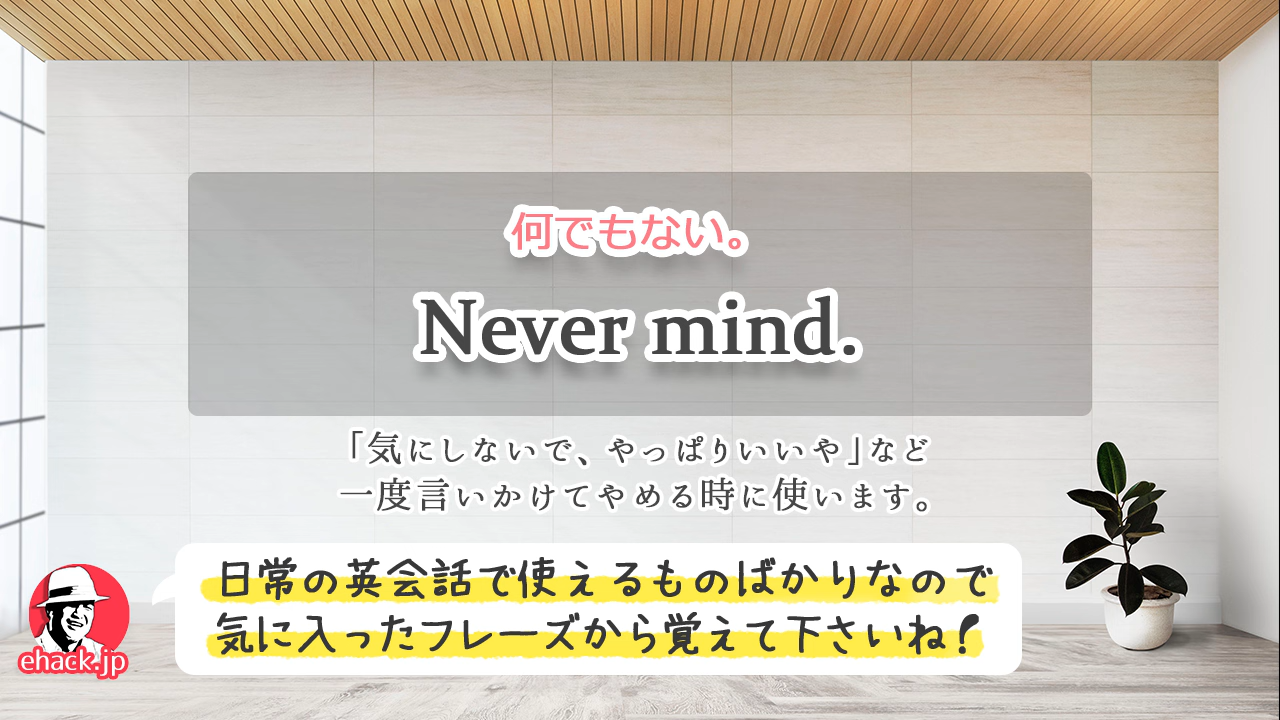 何でもない。
Never mind.
「気にしないで、やっぱりいいや」など
一度言いかけてやめる時に使います。
日常の英会話で使えるものばかりなので
気に入ったフレーズから覚えて下さいね！
ehack.jp